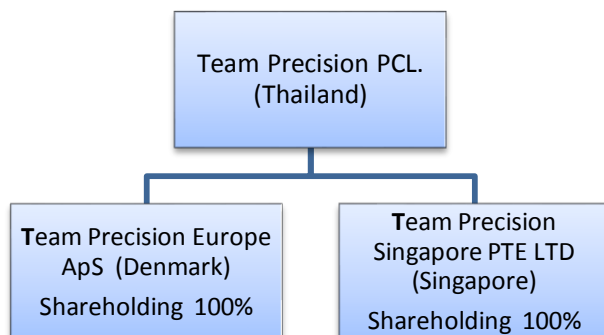 Team Precision PCL.
(Thailand)
Team Precision Europe
ApS (Denmark)
Shareholding 100%
Team Precision
Singapore PTE LTD
(Singapore)
Shareholding 100%